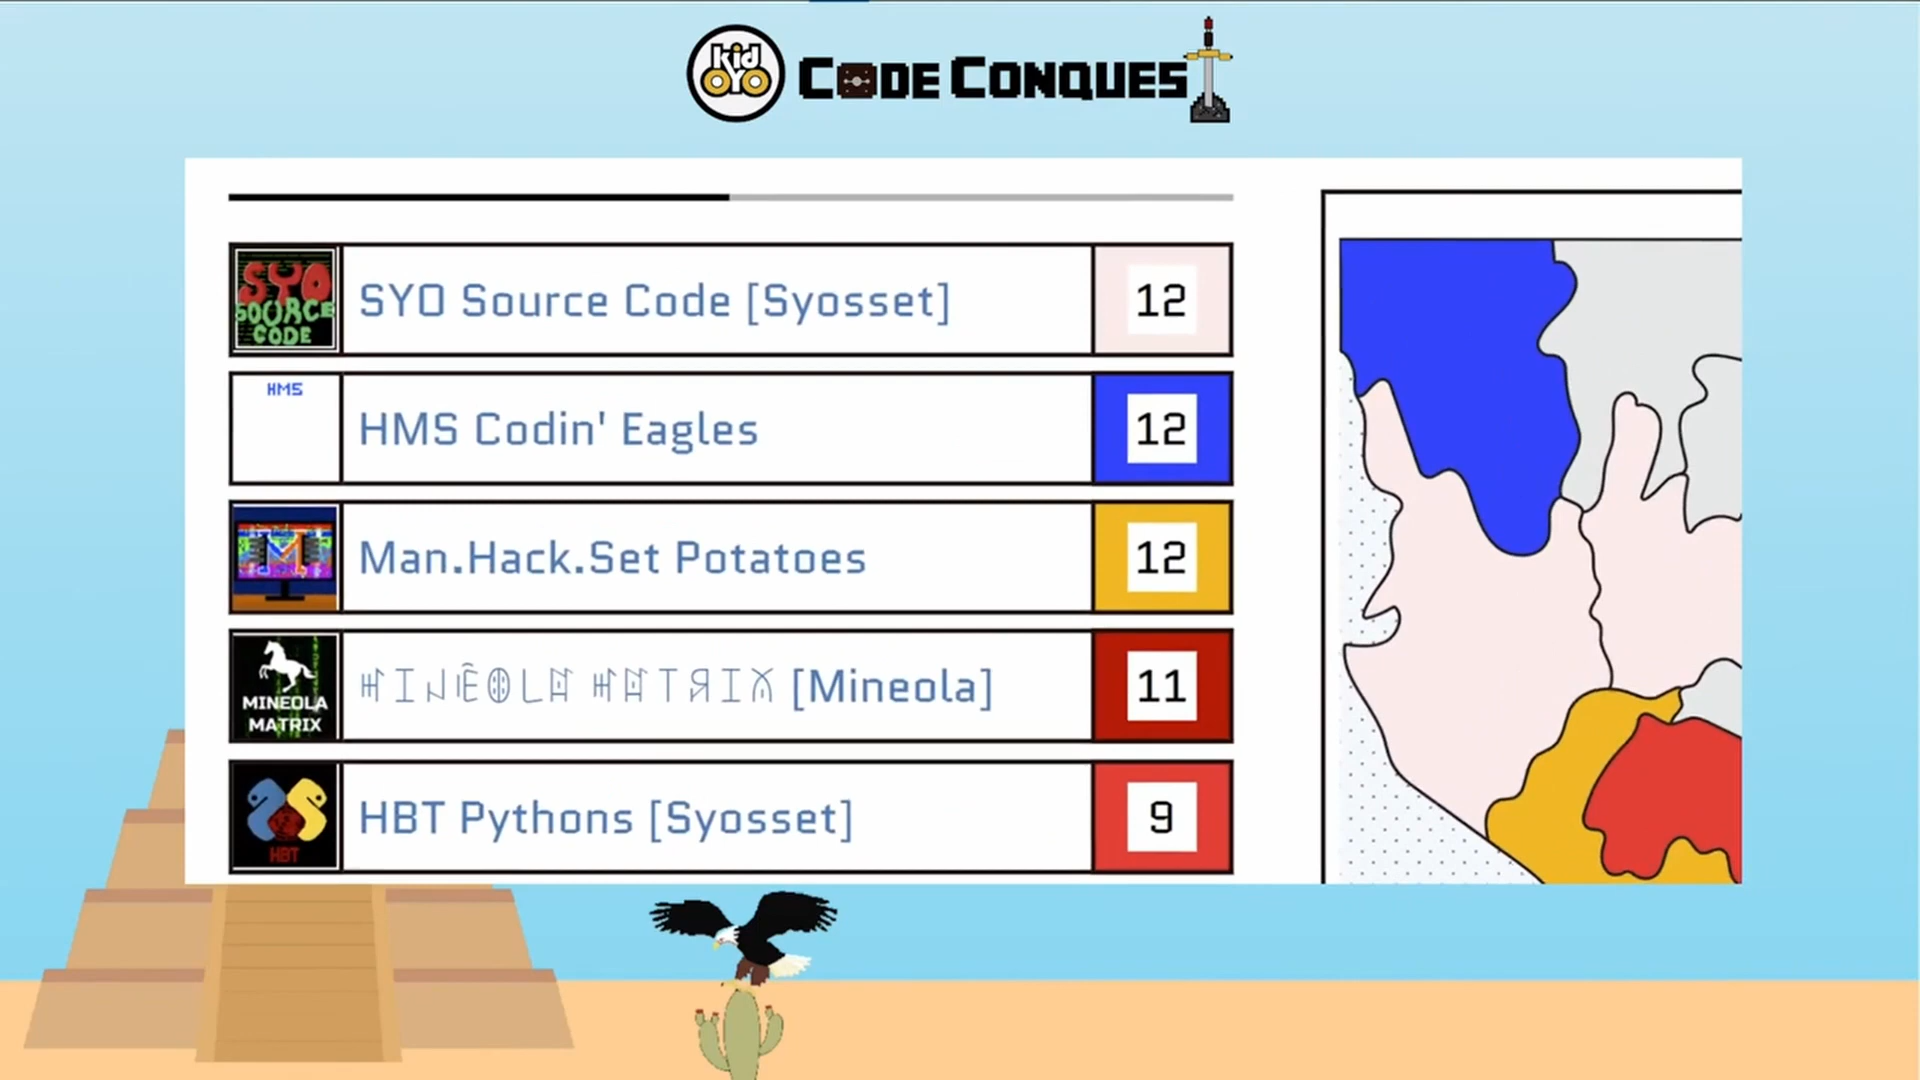 kid
OYO
CODE CONQUEST
SYO Source Code [Syosset]
12
SYO
SOURCE
CODE
HMS
HMS Codin' Eagles
12
M
Man.Hack.Set Potatoes
12
MINEOLA
MATRIX
[Mineola]
11
HBT
HBT Pythons [Syosset]
9